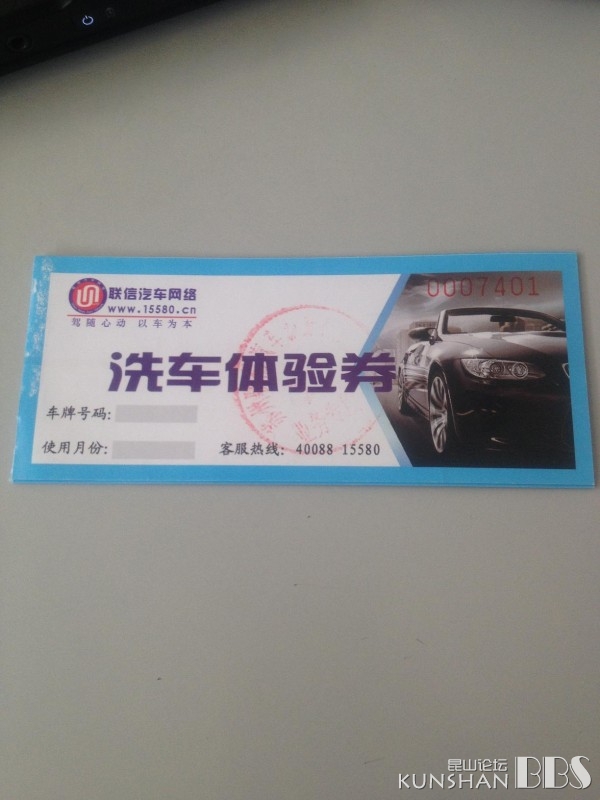 联信汽车网络
www.15580.cn
驾随心动 以车为本
0007401
洗车体验券
车牌号码:
使用月份:
客服热线: 40088 15580
昆山论坛
KUNSHAN BBS